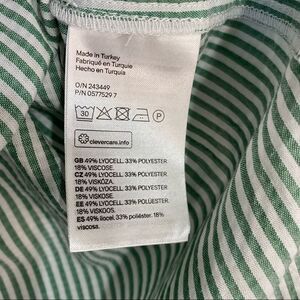 Made in Turkey
Fabriqué en Turquie
Hecho en Turquía
O/N 243449
P/N 0577529 7
30
P
clevercare.info
GB 49% LYOCELL. 33% POLYESTER.
18% VISCOSE.
CZ 49% LYOCELL. 33% POLYESTER.
18% VISKÓZA.
DK 49% LYOCELL. 33% POLYESTER.
18% VISKOSE.
EE 49% LYOCELL. 33% POLÜESTER.
18% VISKOOS.
ES 49% liocel. 33% poliéster. 18%
viscosa.